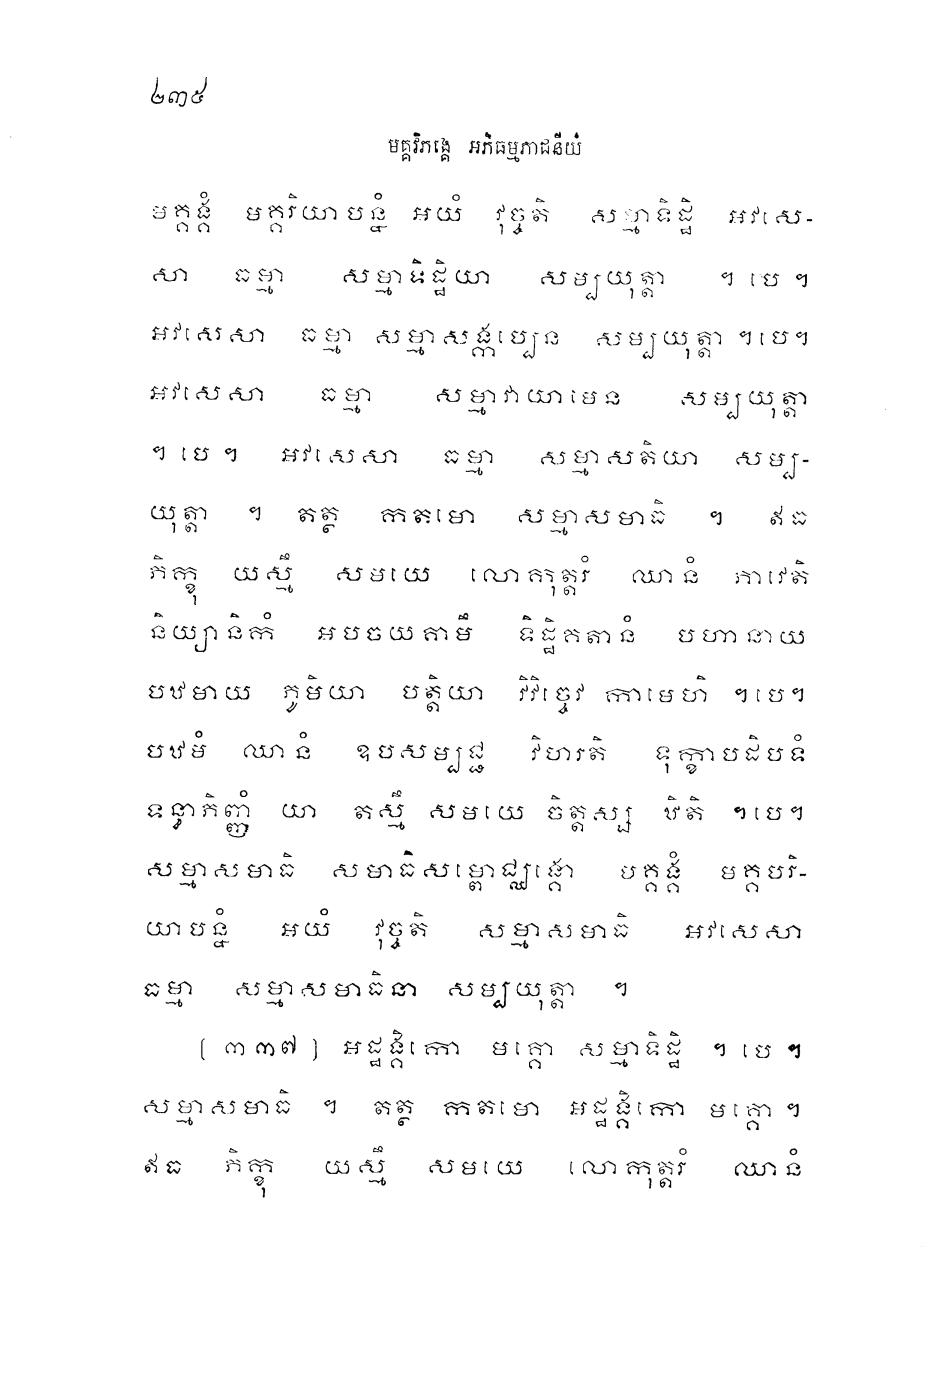 ២៣៥
មគ្គវិភង្គេ អភិធម្មភាជនីយំ
មគ្គង្គំ មគ្គរិយាបន្នំ អយំ វុច្ចតិ សម្មាទិដ្ឋិ អវសេ-
សា ធម្មា សម្មាទិដ្ឋិយា សម្បយុត្តា ។ បេ ។
អវសេសា ធម្មា សម្មាសង្កប្បេន សម្បយុត្តា ។ បេ ។
អវសេសា ធម្មា សម្មាវាយាមេន សម្បយុត្តា
។ បេ ។ អវសេសា ធម្មា សម្មាសតិយា សម្ប-
យុត្តា ។ តត្ថ កតមោ សម្មាសមាធិ ។ ឥធ
ភិក្ខុ យស្មឹ សមយេ លោកុត្តរំ ឈានំ ភាវេតិ
និយ្យានិកំ អបចយគាមឹ ទិដ្ឋិគតានំ បហានាយ
បឋមាយ ភូមិយា បត្តិយា វិវិច្ចេវ កាមេហិ ។ បេ ។
បឋមំ ឈានំ ឧបសម្បជ្ជ វិហរតិ ទុក្ខាបដិបទំ
ទន្ធាភិញ្ញំ យា តស្មឹ សមយេ ចិត្តស្ស ឋិតិ ។ បេ ។
សម្មាសមាធិ សមាធិសម្ពោជ្ឈង្គោ មគ្គង្គំ មគ្គបរិ-
យាបន្នំ អយំ វុច្ចតិ សម្មាសមាធិ អវសេសា
ធម្មា សម្មាសមាធិនា សម្បយុត្តា ។
[ ៣៣៧ ] អដ្ឋង្គិកោ មគ្គោ សម្មាទិដ្ឋិ ។ បេ ។
សម្មាសមាធិ ។ តត្ថ កតមោ អដ្ឋង្គិកោ មគ្គោ ។
ឥធ ភិក្ខុ យស្មឹ សមយេ លោកុត្តរំ ឈានំ